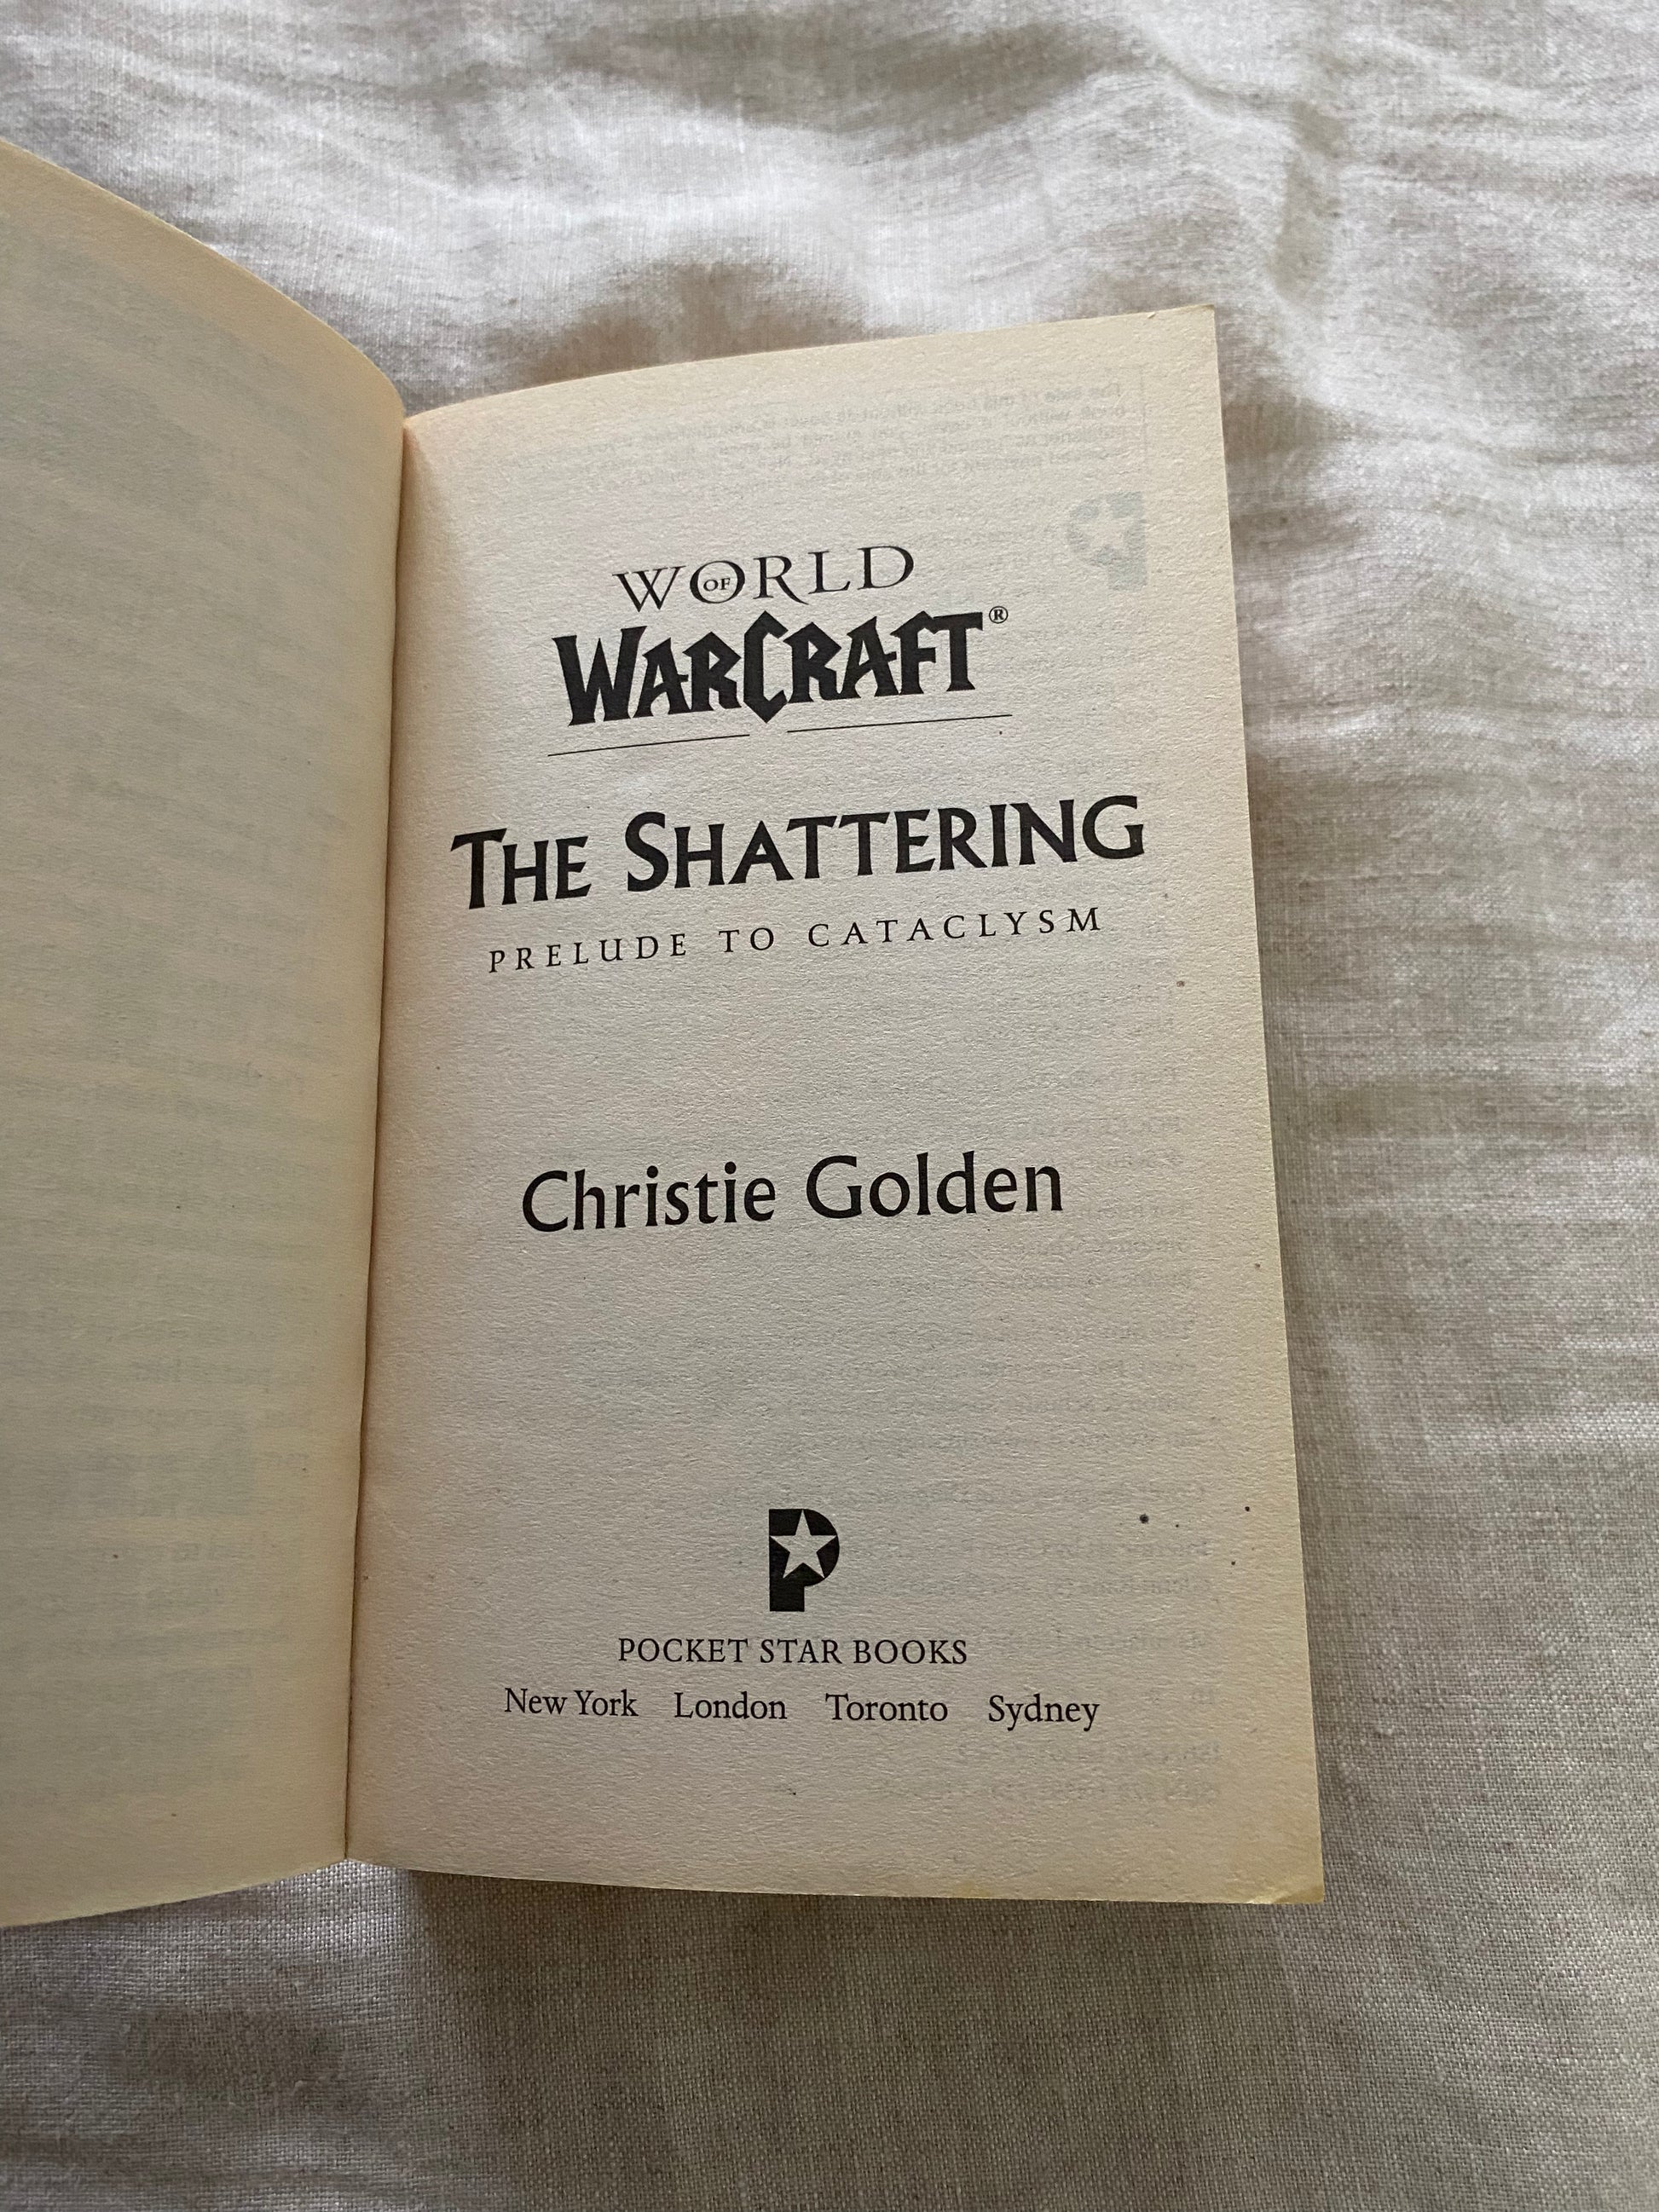 WORLD
OF
WARCRAFT®
THE SHATTERING
PRELUDE TO CATACLYSM
Christie Golden
P
POCKET STAR BOOKS
New York London Toronto Sydney